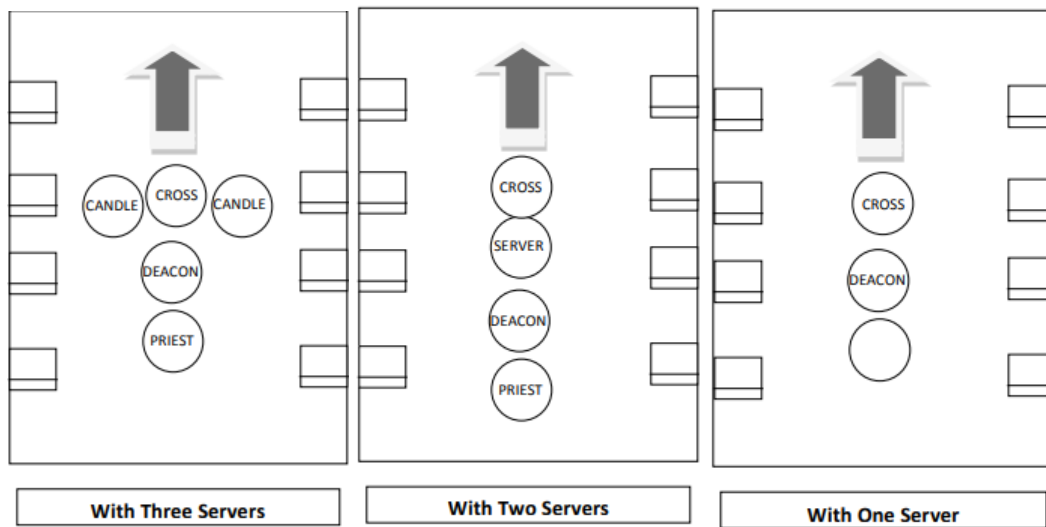 CANDLE
CROSS
CANDLE
DEACON
PRIEST
With Three Servers
CROSS
SERVER
DEACON
PRIEST
With Two Servers
CROSS
DEACON
With One Server